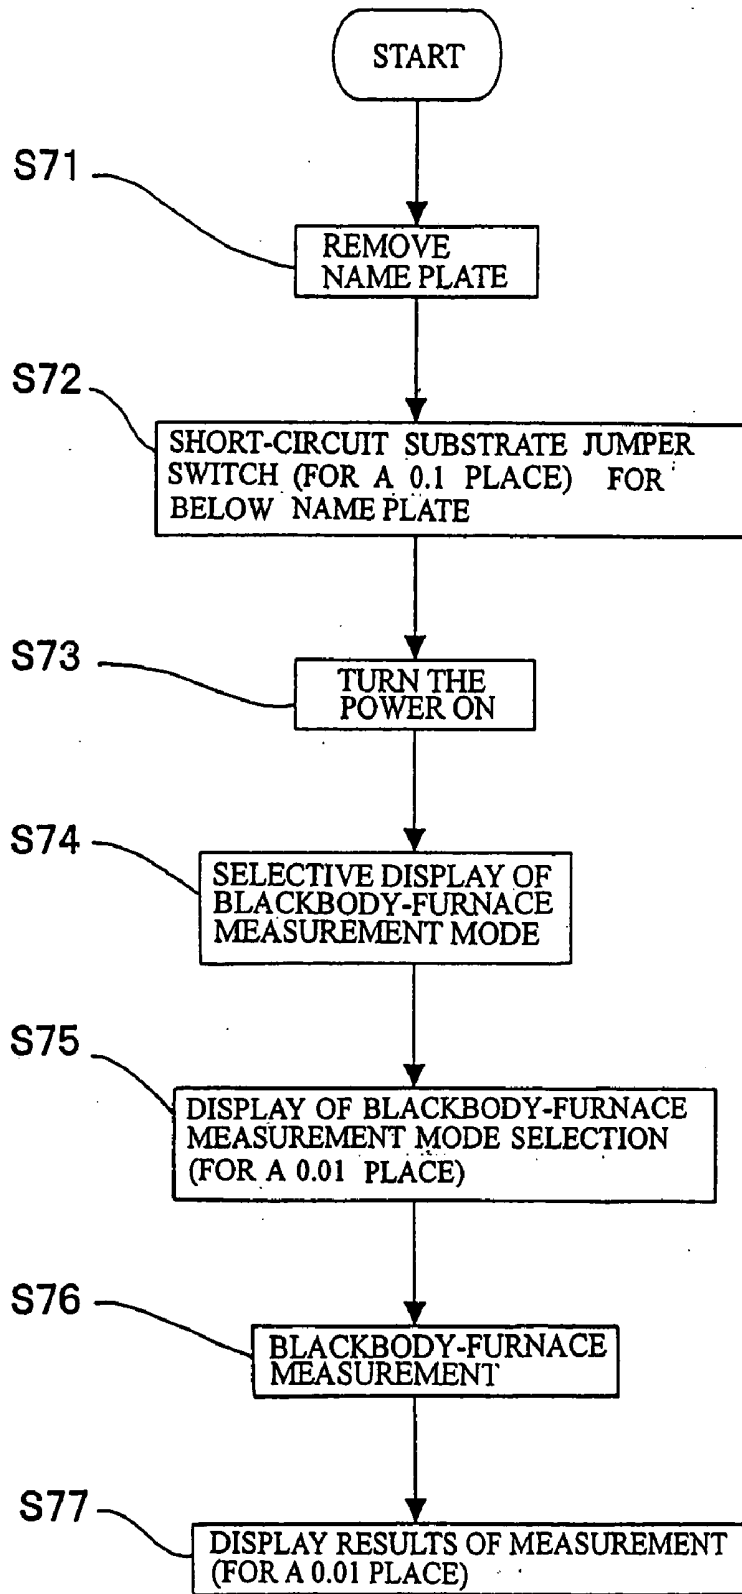 START
S71
REMOVE
NAME PLATE
S72
SHORT-CIRCUIT SUBSTRATE JUMPER
SWITCH (FOR A 0.1 PLACE) FOR
BELOW NAME PLATE
S73
TURN THE
POWER ON
S74
SELECTIVE DISPLAY OF
BLACKBODY-FURNACE
MEASUREMENT MODE
S75
DISPLAY OF BLACKBODY-FURNACE
MEASUREMENT MODE SELECTION
(FOR A 0.01 PLACE)
S76
BLACKBODY-FURNACE
MEASUREMENT
S77
DISPLAY RESULTS OF MEASUREMENT
(FOR A 0.01 PLACE)